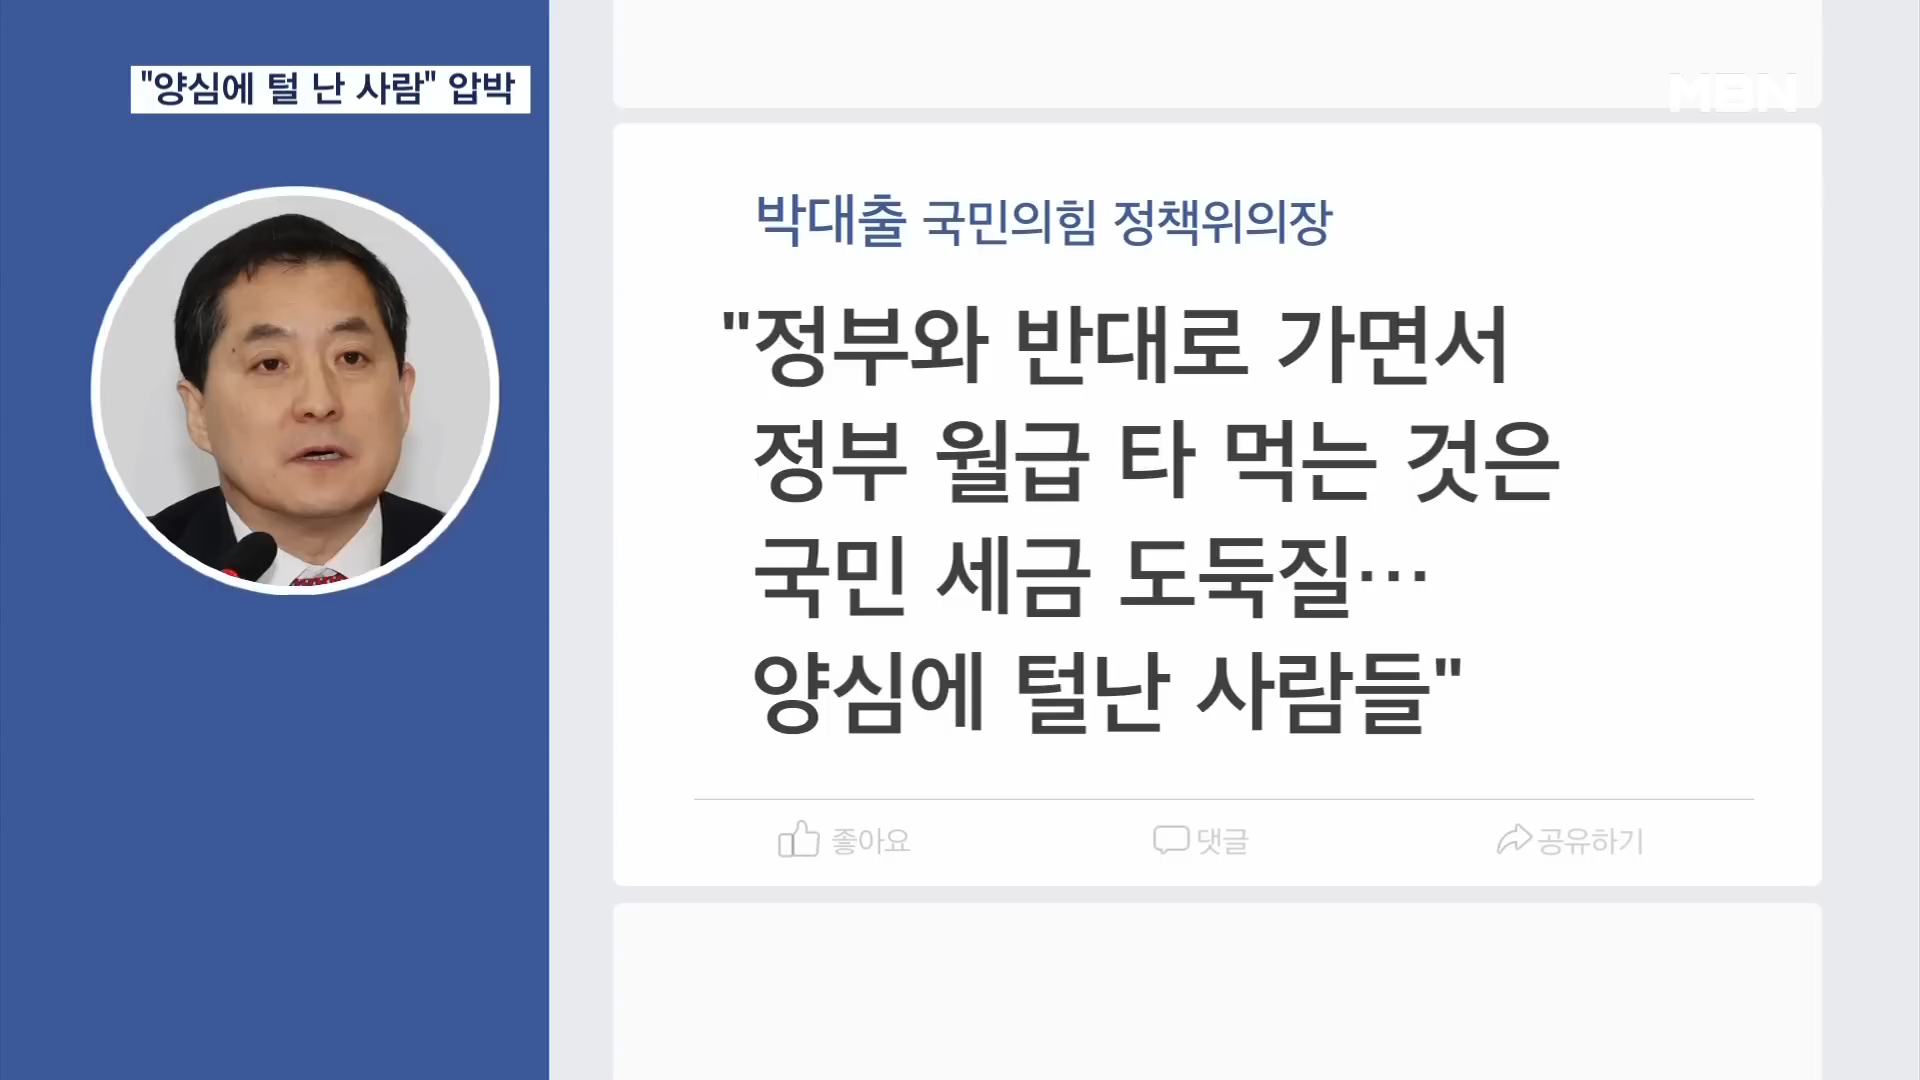 "양심에 털 난 사람" 압박
MBN
박대출 국민의힘 정책위의장
"정부와 반대로 가면서
정부 월급 타 먹는 것은
국민 세금 도둑질…
양심에 털난 사람들"
좋아요 댓글 공유하기